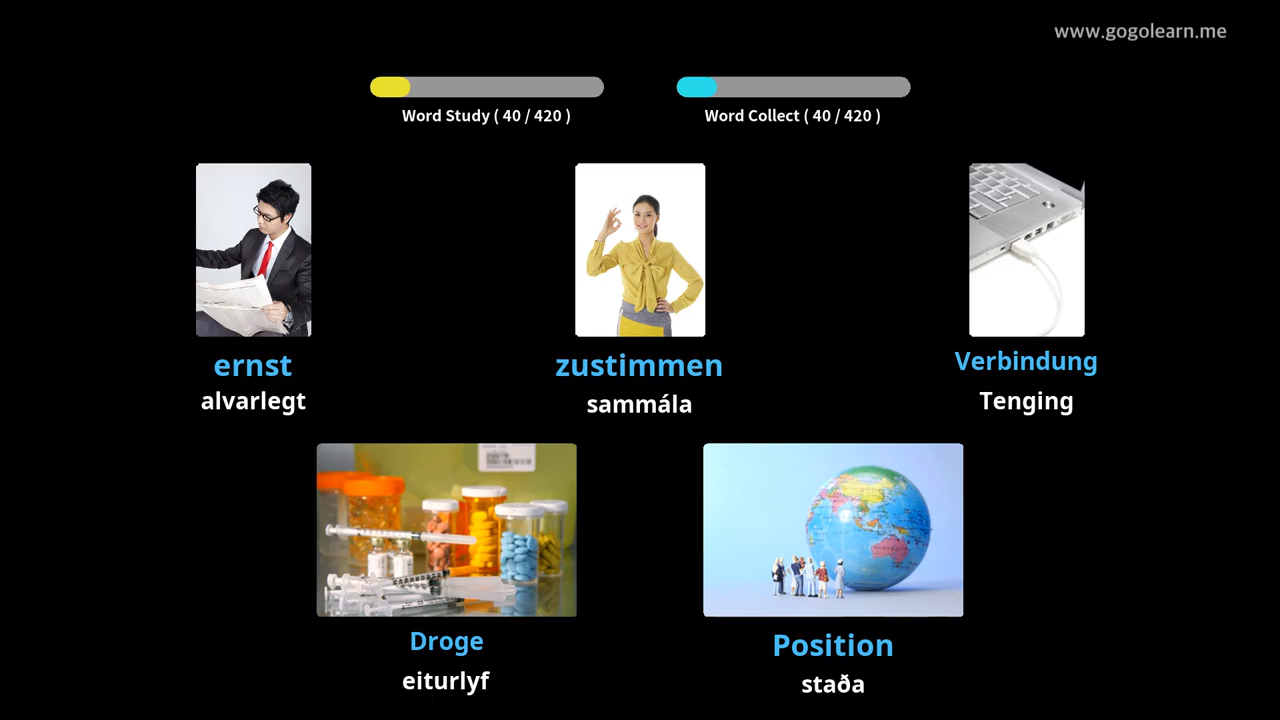 www.gogolearn.me
Word Study ( 40 / 420 )
Word Collect ( 40 / 420 )
ernst
alvarlegt
zustimmen
sammála
Verbindung
Tenging
Droge
eiturlyf
Position
staða